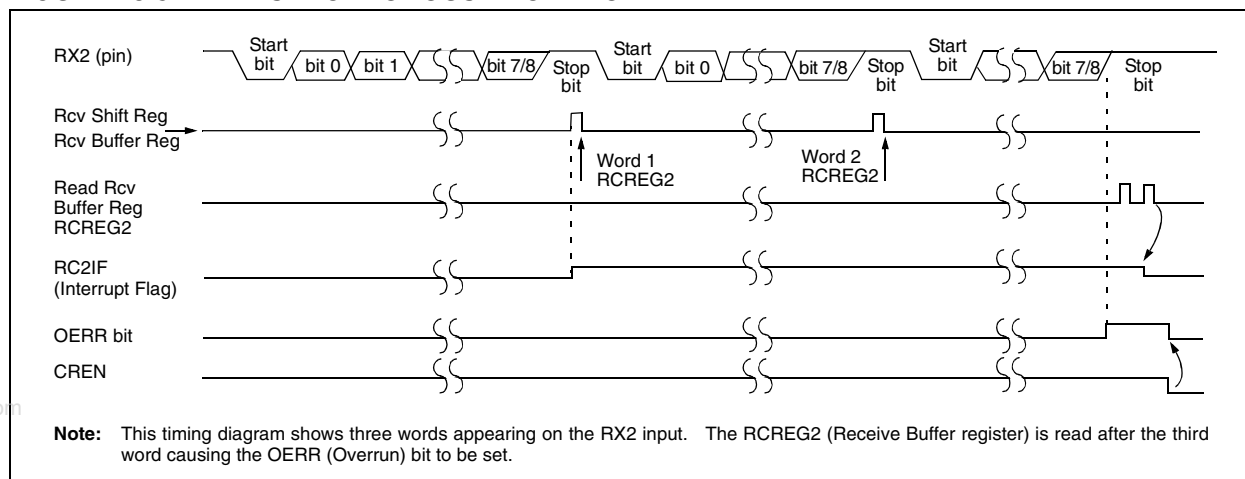 RX2 (pin)
Start bit
bit 0
bit 1
bit 7/8
Stop bit
Start bit
bit 0
bit 7/8
Stop bit
Start bit
bit 7/8
Stop bit
Rcv Shift Reg
Rcv Buffer Reg
Word 1
RCREG2
Word 2
RCREG2
Read Rcv
Buffer Reg
RCREG2
RC2IF
(Interrupt Flag)
OERR bit
CREN
om
Note: This timing diagram shows three words appearing on the RX2 input. The RCREG2 (Receive Buffer register) is read after the third
word causing the OERR (Overrun) bit to be set.